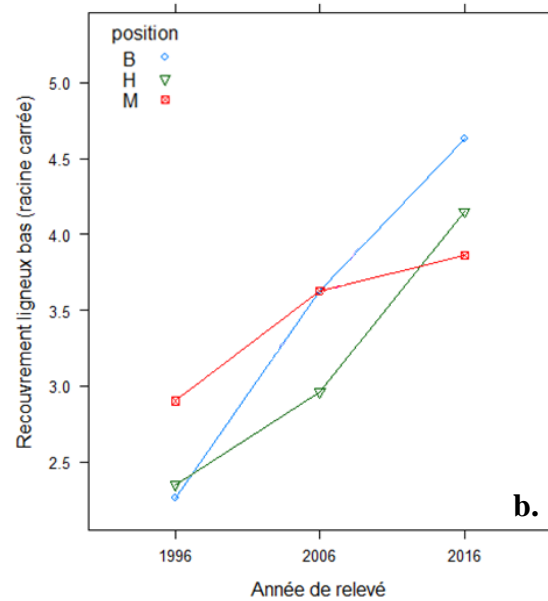 position
B
H
M
5.0
4.5
4.0
3.5
3.0
2.5
Recouvrement ligneux bas (racine carrée)
b.
1996 2006 2016
Année de relevé